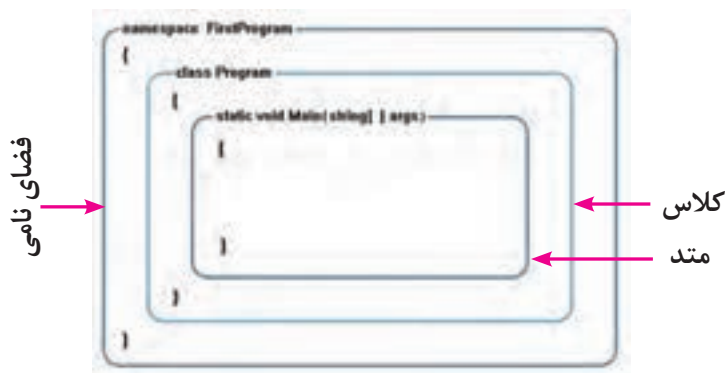 namespace FirstProgram
{
class Program
{
static void Main(string[] args)
{
}
}
}
فضای نامی
کلاس
متد